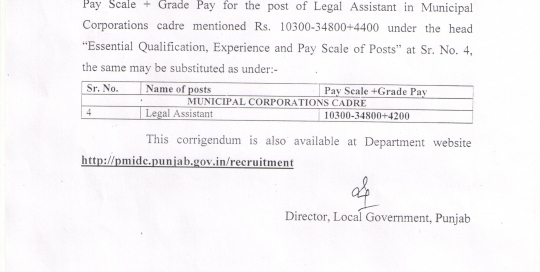 Pay Scale + Grade Pay for the post of Legal Assistant in Municipal
Corporations cadre mentioned Rs. 10300-34800+4400 under the head
“Essential Qualification, Experience and Pay Scale of Posts” at Sr. No. 4,
the same may be substituted as under:-
Sr. No. Name of posts Pay Scale +Grade Pay
MUNICIPAL CORPORATIONS CADRE
4 Legal Assistant 10300-34800+4200
This corrigendum is also available at Department website
http://pmidc.punjab.gov.in/recruitment
Director, Local Government, Punjab